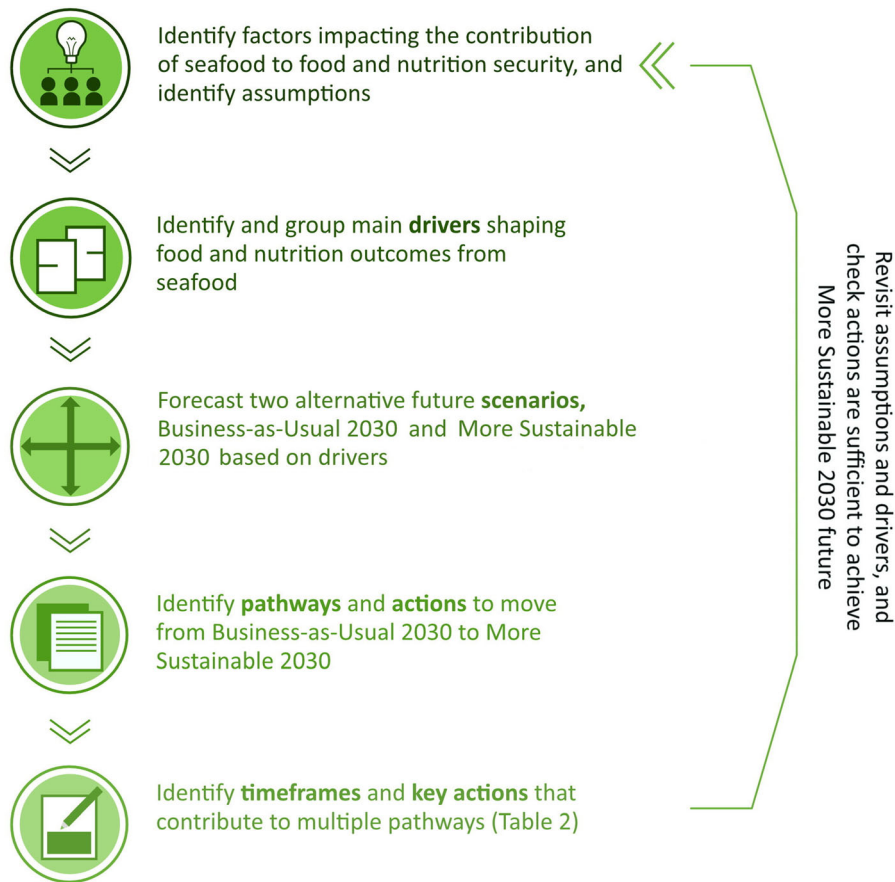 Identify factors impacting the contribution
of seafood to food and nutrition security, and
identify assumptions
Identify and group main drivers shaping
food and nutrition outcomes from
seafood
Forecast two alternative future scenarios,
Business-as-Usual 2030 and More Sustainable
2030 based on drivers
Identify pathways and actions to move
from Business-as-Usual 2030 to More
Sustainable 2030
Identify timeframes and key actions that
contribute to multiple pathways (Table 2)
Revisit assumptions and drivers, and
check actions are sufficient to achieve
More Sustainable 2030 future